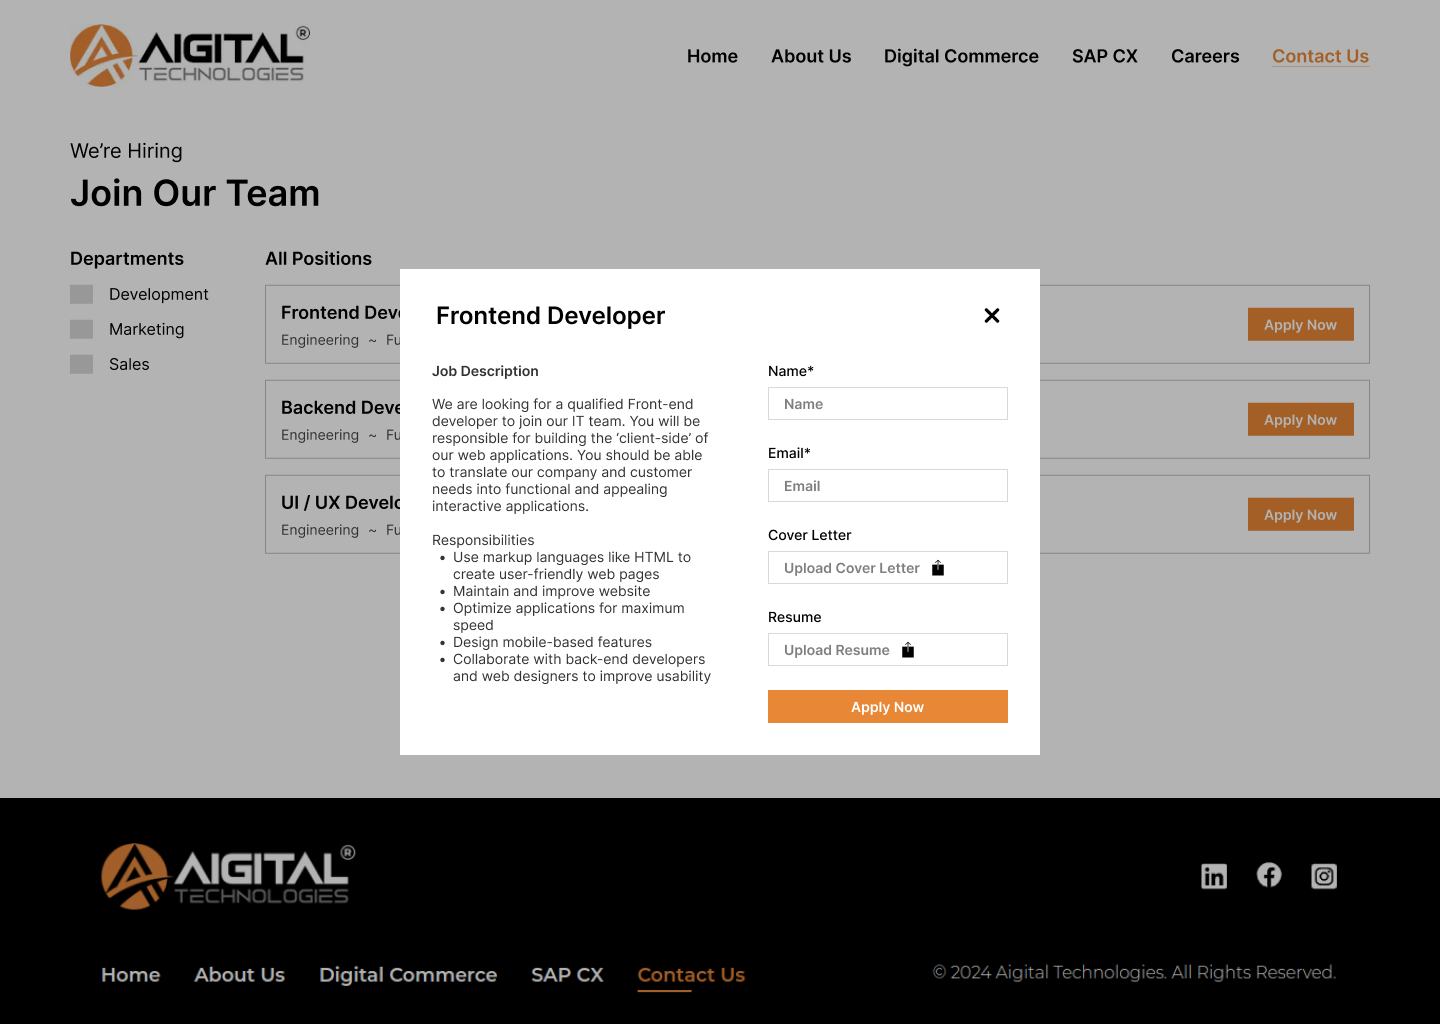 AIGITAL®
TECHNOLOGIES
Home About Us Digital Commerce SAP CX Careers Contact Us
We’re Hiring
Join Our Team
Departments
Development
Marketing
Sales
All Positions
Frontend Deve
Engineering ~ Fu
Apply Now
Backend Deve
Engineering ~ Fu
Apply Now
UI / UX Develo
Engineering ~ Fu
Apply Now
Frontend Developer
Job Description
We are looking for a qualified Front-end
developer to join our IT team. You will be
responsible for building the ‘client-side’ of
our web applications. You should be able
to translate our company and customer
needs into functional and appealing
interactive applications.
Responsibilities
• Use markup languages like HTML to
create user-friendly web pages
• Maintain and improve website
• Optimize applications for maximum
speed
• Design mobile-based features
• Collaborate with back-end developers
and web designers to improve usability
Name*
Name
Email*
Email
Cover Letter
Upload Cover Letter
Resume
Upload Resume
Apply Now
AIGITAL®
TECHNOLOGIES
in
Home About Us Digital Commerce SAP CX Contact Us
© 2024 Aigital Technologies. All Rights Reserved.